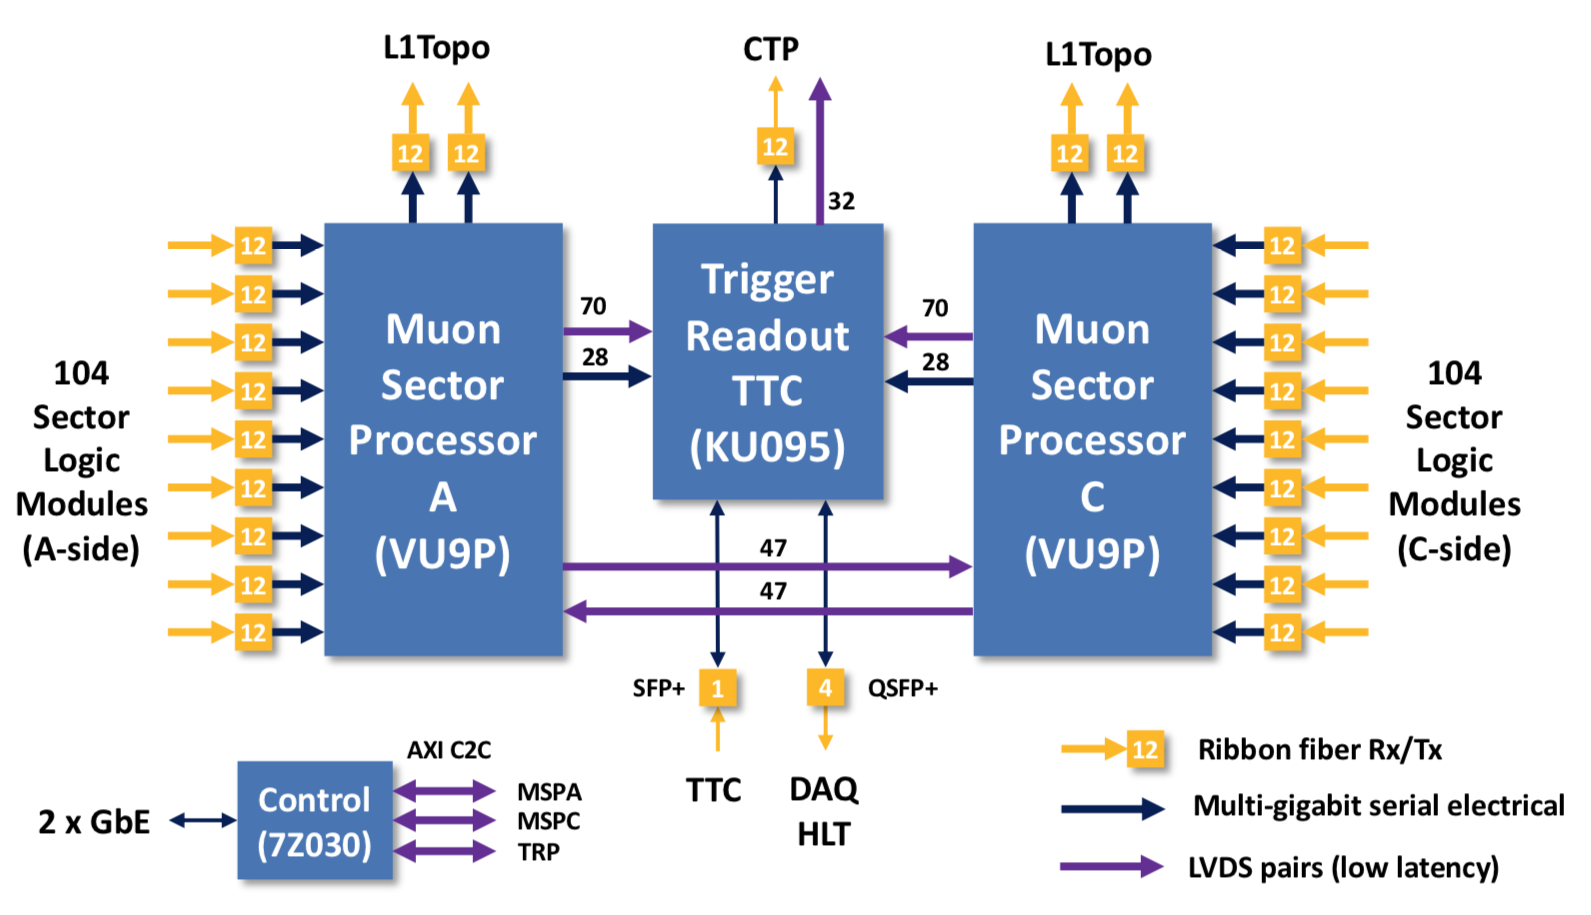 L1Topo
CTP
L1Topo
12
12
12
12
12
32
12
12
12
12
12
12
12
12
12
104
Sector
Logic
Modules
(A-side)
Muon
Sector
Processor
A
(VU9P)
70
28
Trigger
Readout
TTC
(KU095)
70
28
Muon
Sector
Processor
C
(VU9P)
12
12
12
12
12
12
12
12
12
104
Sector
Logic
Modules
(C-side)
47
47
SFP+
1
4
QSFP+
TTC
DAQ
HLT
AXI C2C
2 x GbE
Control
(7Z030)
MSPA
MSPC
TRP
12
Ribbon fiber Rx/Tx
Multi-gigabit serial electrical
LVDS pairs (low latency)